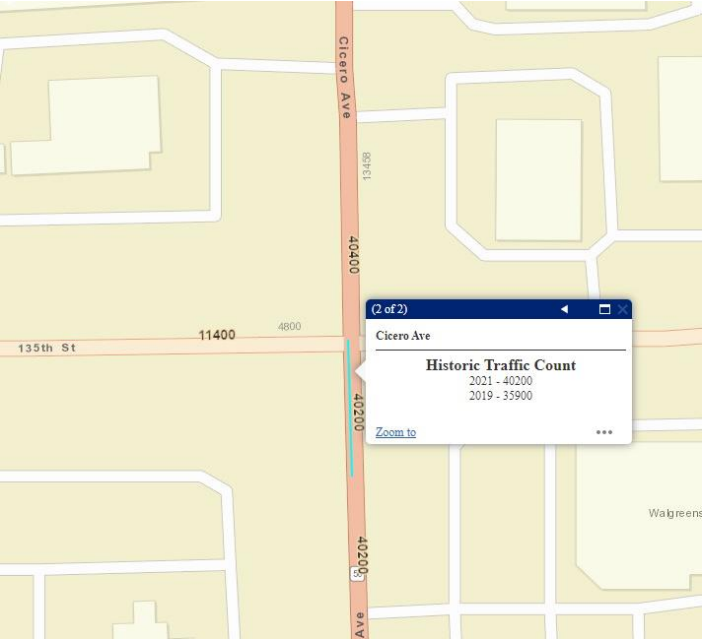 Cicero Ave
13458
40400
(2 of 2)
Cicero Ave
Historic Traffic Count
2021 - 40200
2019 - 35900
Zoom to
11400
4800
135th St
40200
Walgreens
40200
50
Ave